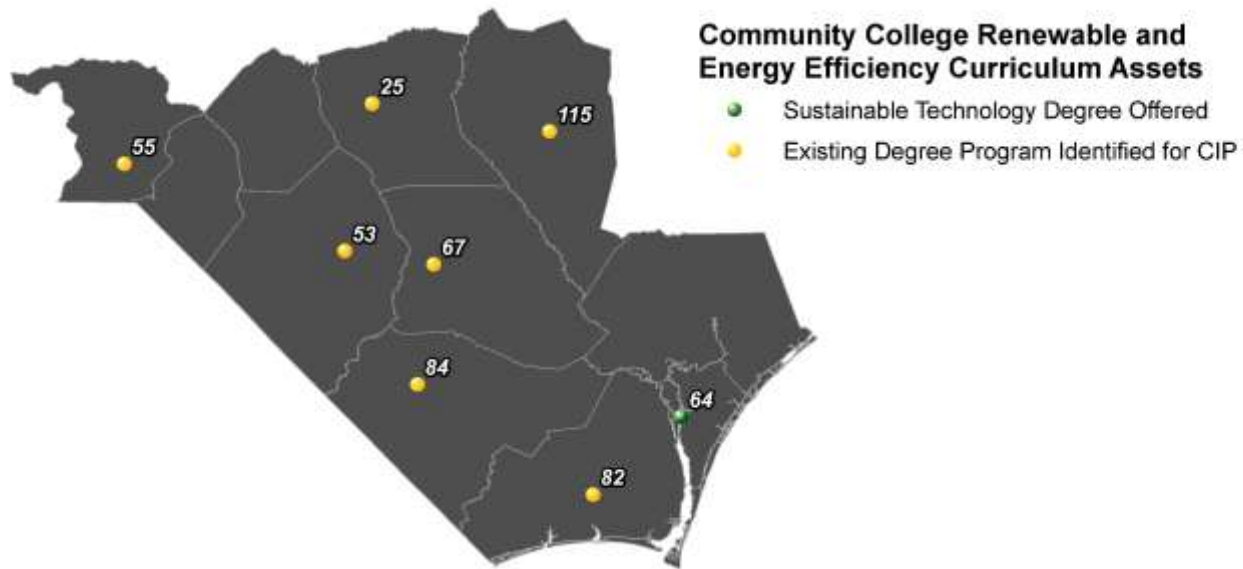 Community College Renewable and
Energy Efficiency Curriculum Assets
Sustainable Technology Degree Offered
Existing Degree Program Identified for CIP
25
115
55
53
67
84
64
82